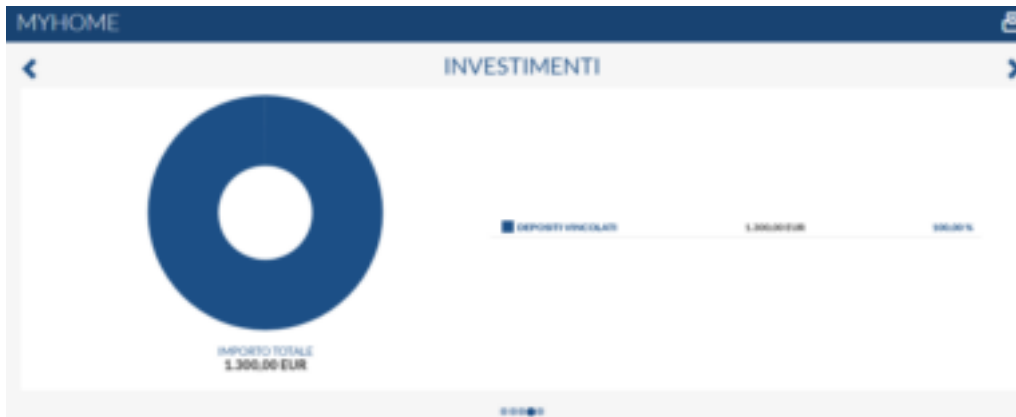 MYHOME
INVESTIMENTI
DEPOSITI VINCOLATI 1.300,00 EUR 100,00 %
IMPORTO TOTALE
1.300,00 EUR